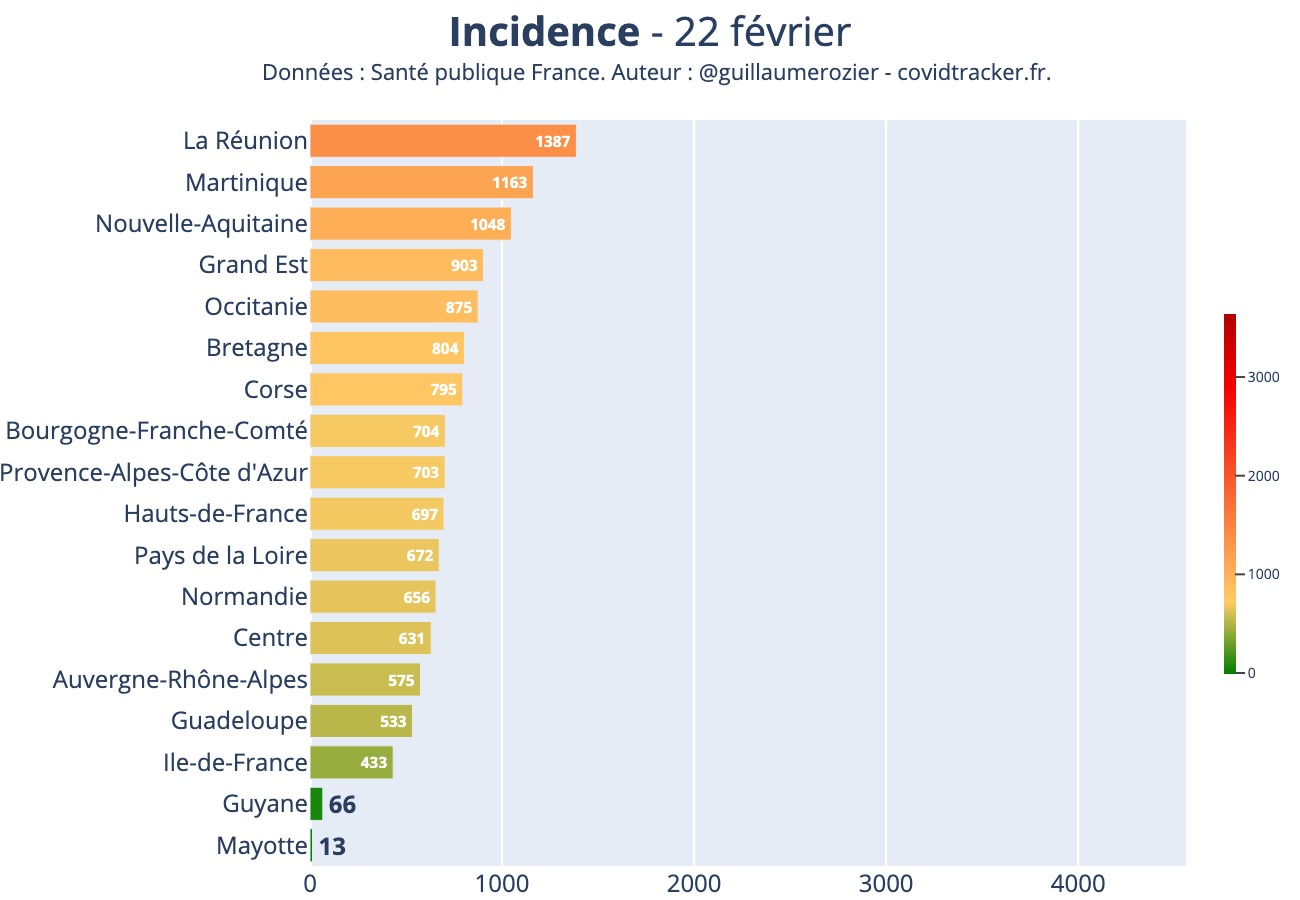 Incidence - 22 février
Données : Santé publique France. Auteur : @guillaumerozier - covidtracker.fr.
La Réunion 1387
Martinique 1163
Nouvelle-Aquitaine 1048
Grand Est 903
Occitanie 875
Bretagne 804
Corse 795
Bourgogne-Franche-Comté 704
Provence-Alpes-Côte d'Azur 703
Hauts-de-France 697
Pays de la Loire 672
Normandie 656
Centre 631
Auvergne-Rhône-Alpes 575
Guadeloupe 533
Ile-de-France 433
Guyane 66
Mayotte 13
0 1000 2000 3000 4000
3000
2000
1000
0